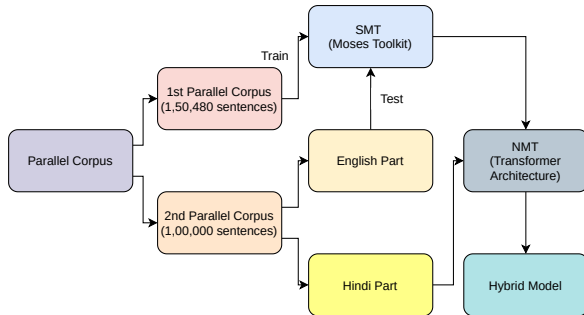 SMT
(Moses Toolkit)
Train
1st Parallel Corpus
(1,50,480 sentences)
Test
Parallel Corpus
English Part
NMT
(Transformer
Architecture)
2nd Parallel Corpus
(1,00,000 sentences)
Hindi Part
Hybrid Model